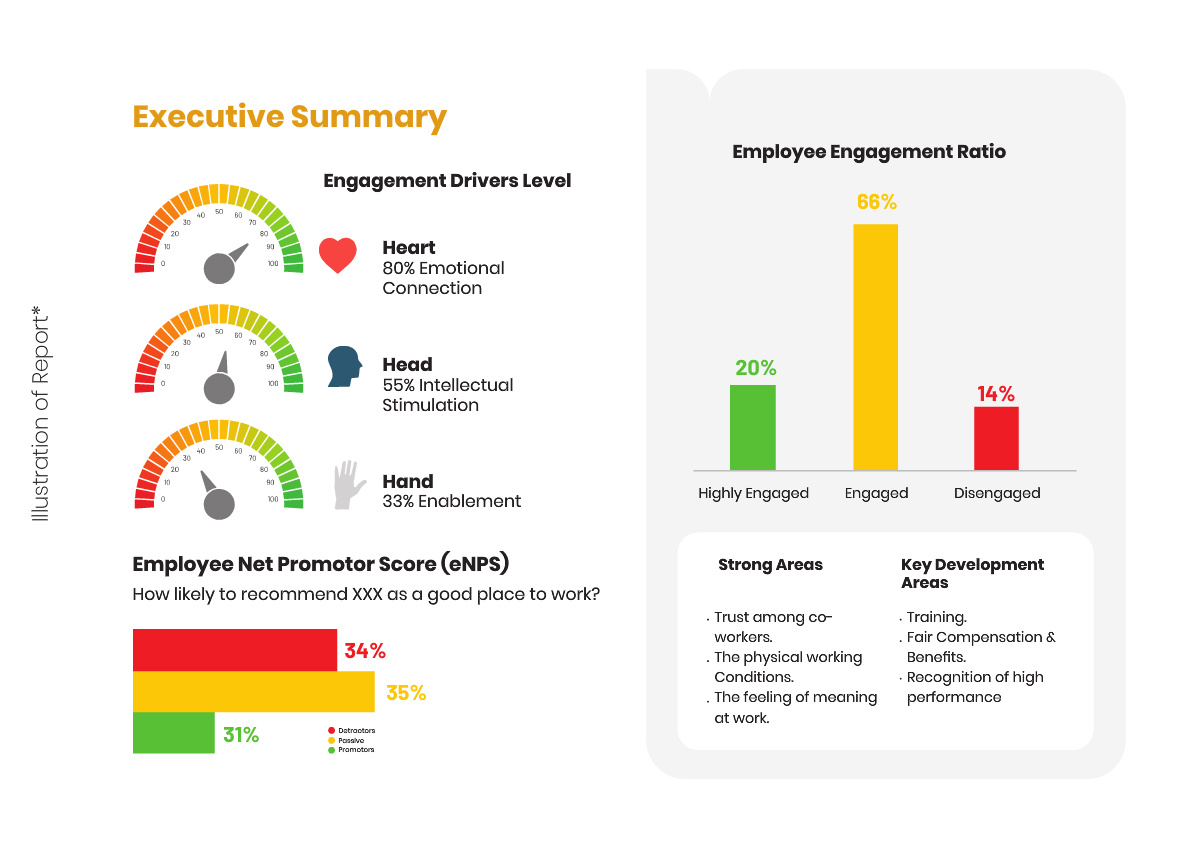 Illustration of Report*
Executive Summary
Engagement Drivers Level
0 10 20 30 40 50 60 70 80 90 100
Heart
80% Emotional
Connection
0 10 20 30 40 50 60 70 80 90 100
Head
55% Intellectual
Stimulation
0 10 20 30 40 50 60 70 80 90 100
Hand
33% Enablement
Employee Net Promotor Score (eNPS)
How likely to recommend XXX as a good place to work?
34%
35%
31%
Detractors
Passive
Promotors
Employee Engagement Ratio
66%
20%
14%
Highly Engaged Engaged Disengaged
Strong Areas
· Trust among co-
workers.
. The physical working
Conditions.
. The feeling of meaning
at work.
Key Development
Areas
· Training.
. Fair Compensation &
Benefits.
· Recognition of high
performance